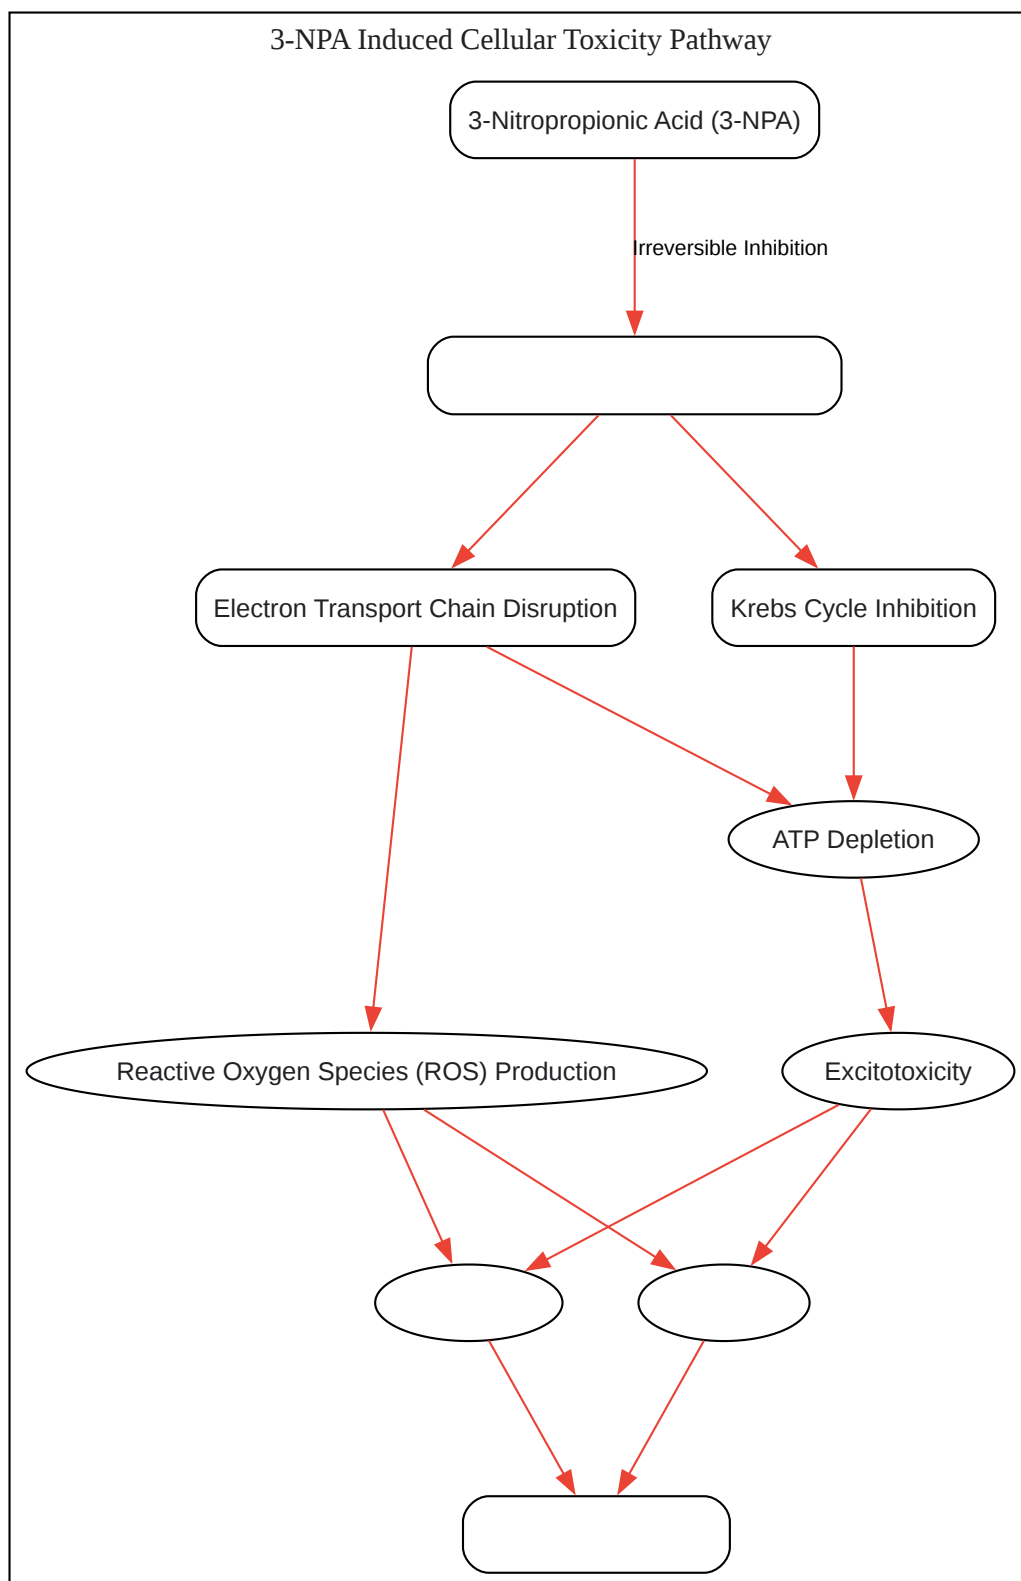 3-NPA Induced Cellular Toxicity Pathway
3-Nitropropionic Acid (3-NPA)
Irreversible Inhibition
Electron Transport Chain Disruption
Krebs Cycle Inhibition
ATP Depletion
Reactive Oxygen Species (ROS) Production
Excitotoxicity